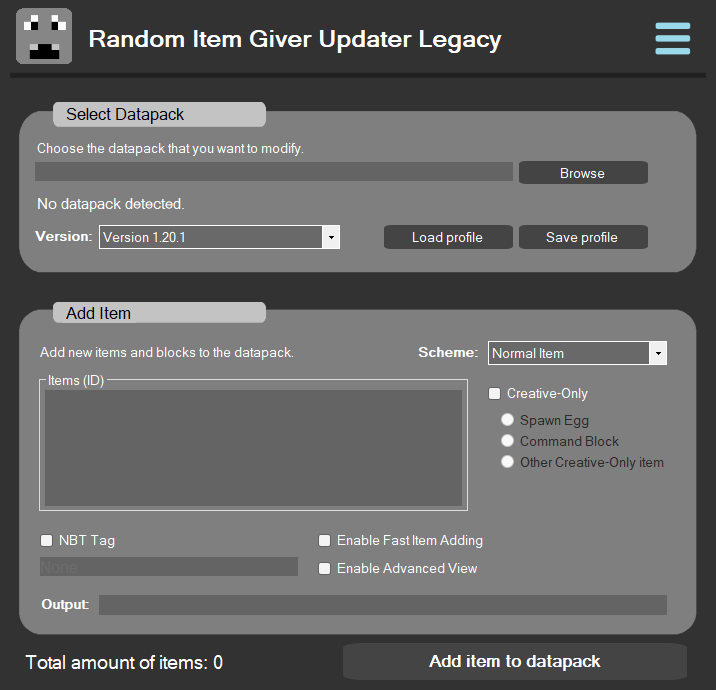 Random Item Giver Updater Legacy
Select Datapack
Choose the datapack that you want to modify.
Browse
No datapack detected.
Version: Version 1.20.1
Load profile
Save profile
Add Item
Add new items and blocks to the datapack.
Scheme: Normal Item
Items (ID)
Creative-Only
Spawn Egg
Command Block
Other Creative-Only item
NBT Tag
Enable Fast Item Adding
None
Enable Advanced View
Output:
Total amount of items: 0
Add item to datapack